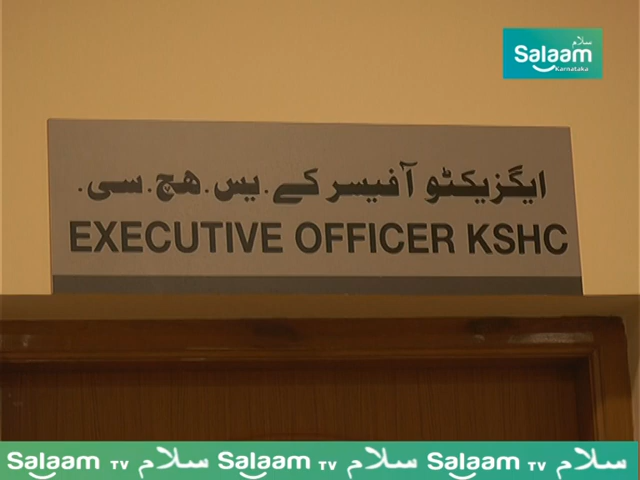 سلام
Salaam
Karnataka
ایگزیکٹو آفیسر کے. یس. ھچ. سی.
EXECUTIVE OFFICER KSHC
Salaam TV سلام Salaam TV سلام Salaam TV سلام